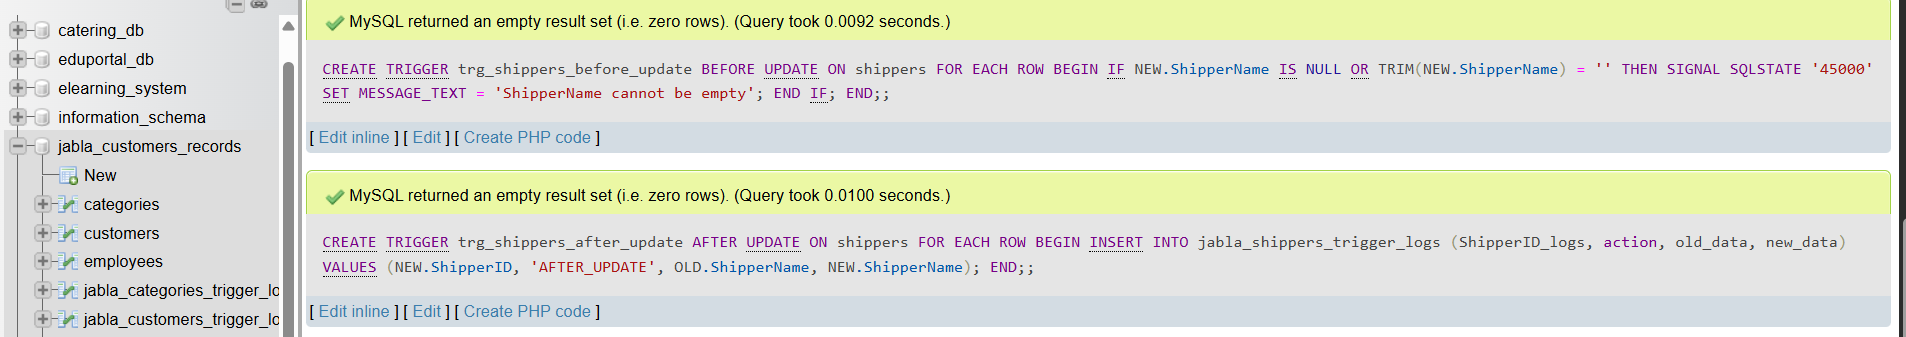 catering_db
eduportal_db
elearning_system
information_schema
jabla_customers_records
New
categories
customers
employees
jabla_categories_trigger_lo
jabla_customers_trigger_lo
MySQL returned an empty result set (i.e. zero rows). (Query took 0.0092 seconds.)
CREATE TRIGGER trg_shippers_before_update BEFORE UPDATE ON shippers FOR EACH ROW BEGIN IF NEW.ShipperName IS NULL OR TRIM(NEW.ShipperName) = '' THEN SIGNAL SQLSTATE '45000'
SET MESSAGE_TEXT = 'ShipperName cannot be empty'; END IF; END;;
[ Edit inline ] [ Edit ] [ Create PHP code ]
MySQL returned an empty result set (i.e. zero rows). (Query took 0.0100 seconds.)
CREATE TRIGGER trg_shippers_after_update AFTER UPDATE ON shippers FOR EACH ROW BEGIN INSERT INTO jabla_shippers_trigger_logs (ShipperID_logs, action, old_data, new_data)
VALUES (NEW.ShipperID, 'AFTER_UPDATE', OLD.ShipperName, NEW.ShipperName); END;;
[ Edit inline ] [ Edit ] [ Create PHP code ]